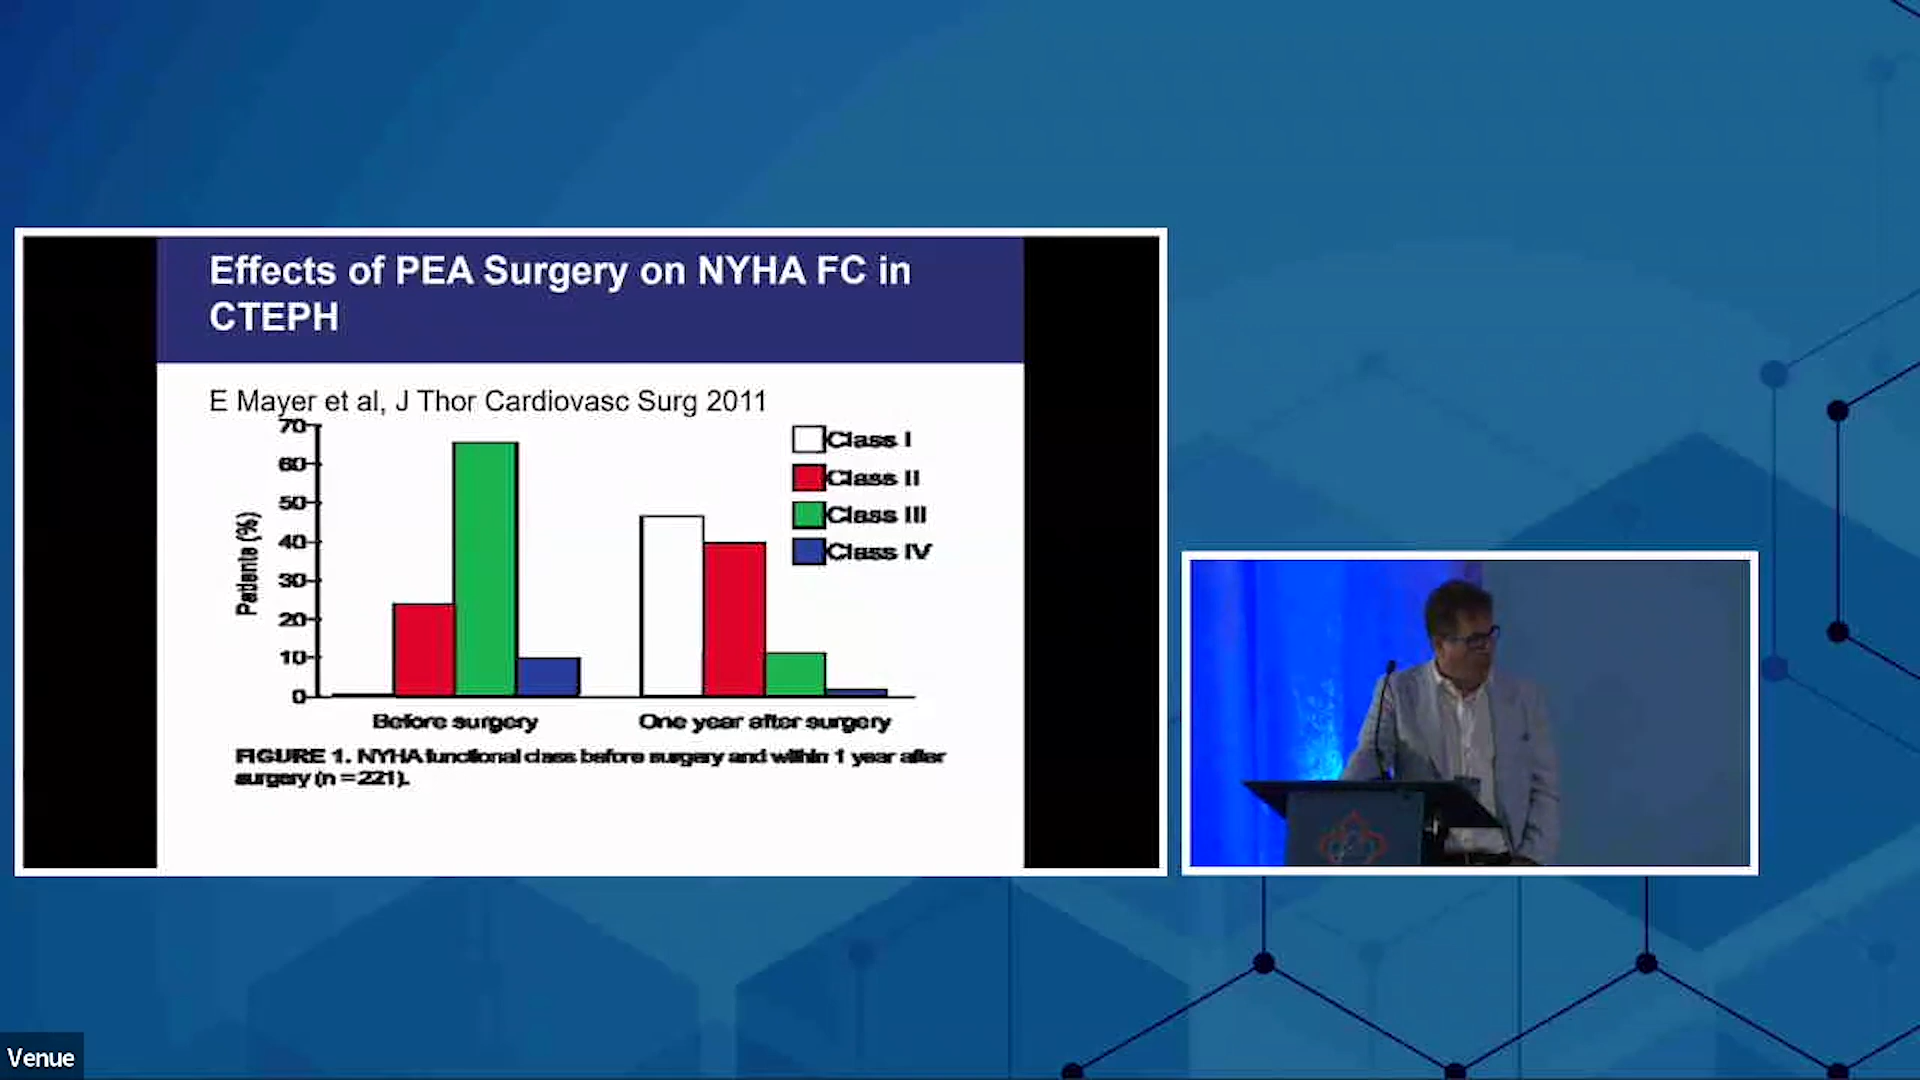 Effects of PEA Surgery on NYHA FC in
CTEPH
E Mayer et al, J Thor Cardiovasc Surg 2011
70
60
50
40
30
20
10
0
Patients (%)
Class I
Class II
Class III
Class IV
Before surgery
One year after surgery
FIGURE 1. NYHA functional class before surgery and within 1 year after
surgery (n = 221).
Venue